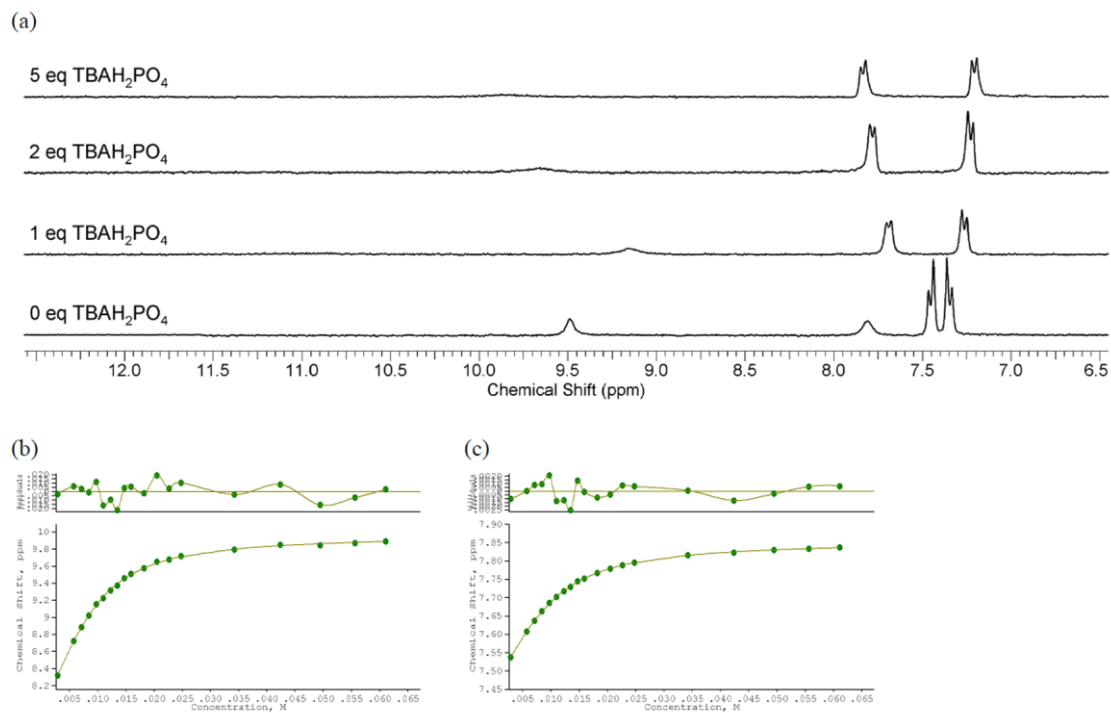 (a)
5 eq TBAH₂PO₄
2 eq TBAH₂PO₄
1 eq TBAH₂PO₄
0 eq TBAH₂PO₄
12.0 11.5 11.0 10.5 10.0 9.5 9.0 8.5 8.0 7.5 7.0 6.5
Chemical Shift (ppm)
(b)
10
9.8
9.6
9.4
9.2
9
8.8
8.6
8.4
8.2
Chemical Shift, ppm
.005 .010 .015 .020 .025 .030 .035 .040 .045 .050 .055 .060 .065
Concentration, M
(c)
7.90
7.85
7.80
7.75
7.70
7.65
7.60
7.55
7.50
7.45
Chemical Shift, ppm
.005 .010 .015 .020 .025 .030 .035 .040 .045 .050 .055 .060 .065
Concentration, M